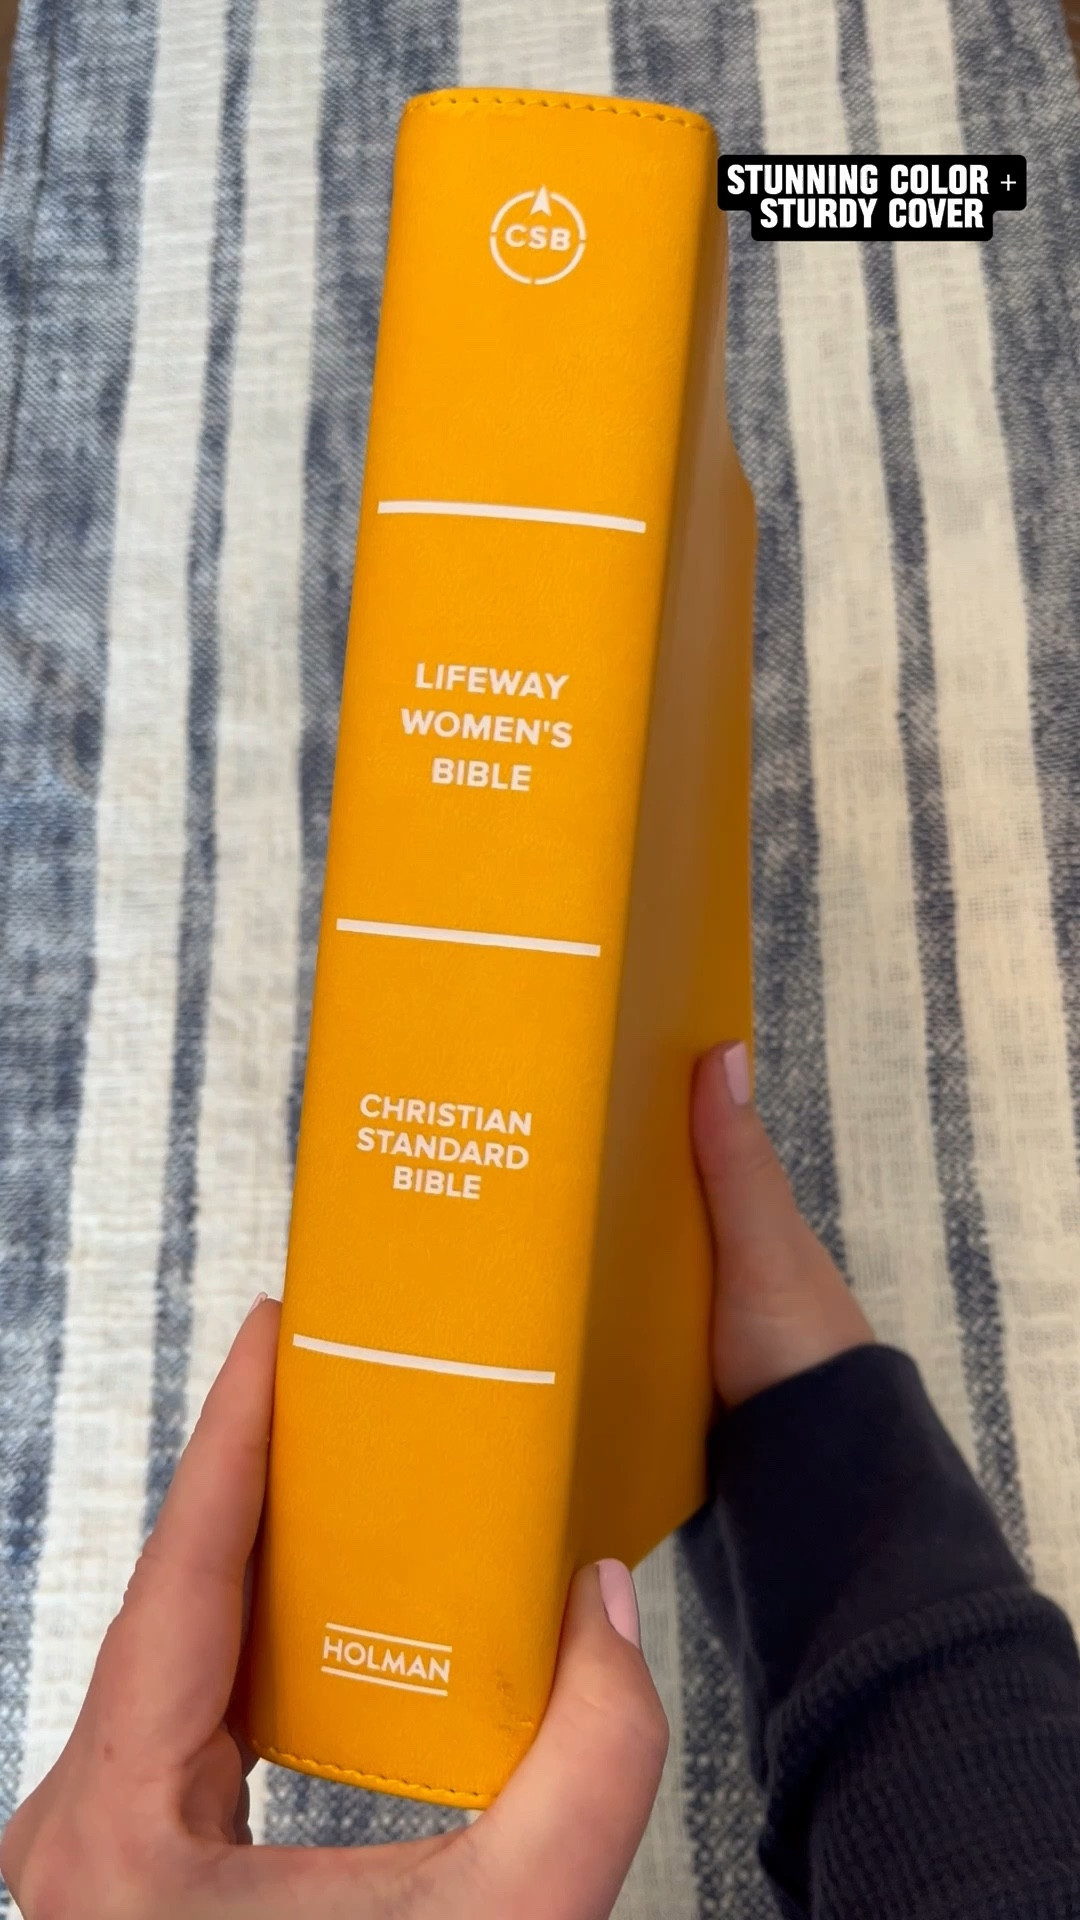 STUNNING COLOR +
STURDY COVER
CSB
LIFEWAY
WOMEN'S
BIBLE
CHRISTIAN
STANDARD
BIBLE
HOLMAN